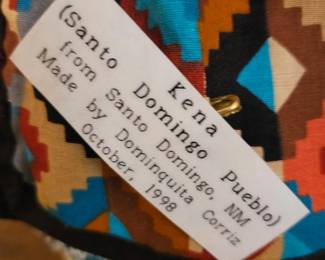 Kena
(Santo Domingo Pueblo)
from Santo Domingo, NM
Made by Dominquita Corriz
October, 1998